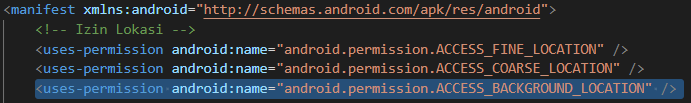 <manifest xmlns:android="http://schemas.android.com/apk/res/android">
<!-- Izin Lokasi -->
<uses-permission android:name="android.permission.ACCESS_FINE_LOCATION" />
<uses-permission android:name="android.permission.ACCESS_COARSE_LOCATION" />
<uses-permission android:name="android.permission.ACCESS_BACKGROUND_LOCATION" />